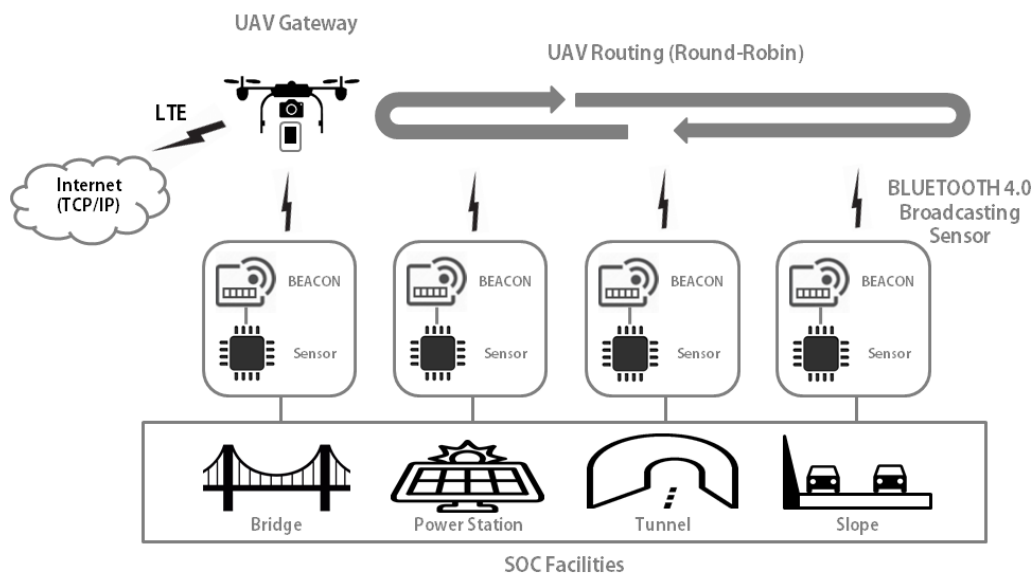 UAV Gateway
UAV Routing (Round-Robin)
LTE
Internet
(TCP/IP)
BLUETOOTH 4.0
Broadcasting
Sensor
BEACON
BEACON
BEACON
BEACON
Sensor
Sensor
Sensor
Sensor
Bridge
Power Station
Tunnel
Slope
SOC Facilities